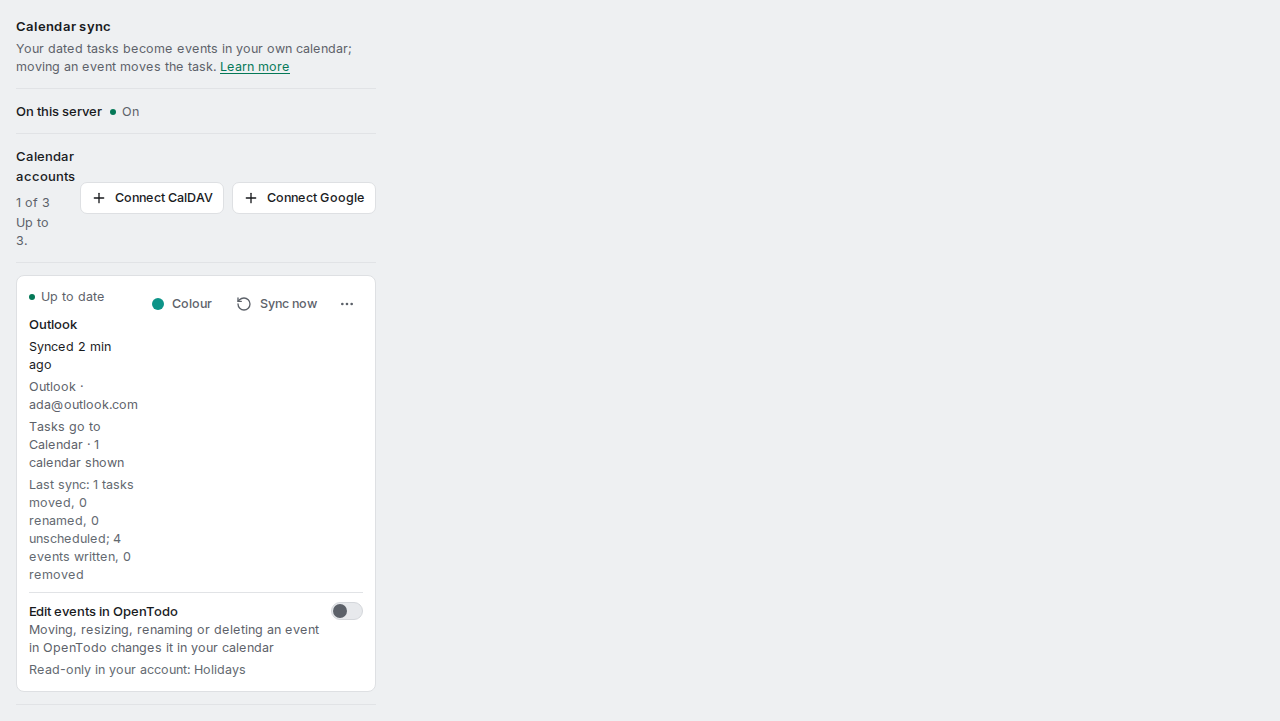 Calendar sync
Your dated tasks become events in your own calendar;
moving an event moves the task. Learn more
On this server On
Calendar
accounts
1 of 3
Up to
3.
Connect CalDAV
Connect Google
Up to date
Colour
Sync now
Outlook
Synced 2 min
ago
Outlook ·
ada@outlook.com
Tasks go to
Calendar · 1
calendar shown
Last sync: 1 tasks
moved, 0
renamed, 0
unscheduled; 4
events written, 0
removed
Edit events in OpenTodo
Moving, resizing, renaming or deleting an event
in OpenTodo changes it in your calendar
Read-only in your account: Holidays